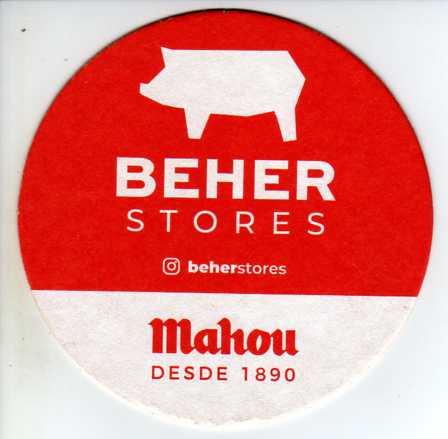 BEHER
STORES
beherstores
Mahou
DESDE 1890